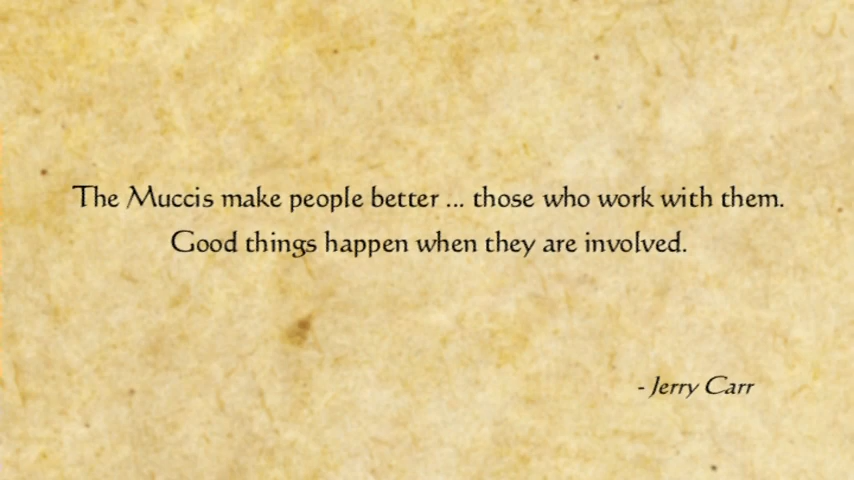 The Muccis make people better ... those who work with them.
Good things happen when they are involved.
- Jerry Carr